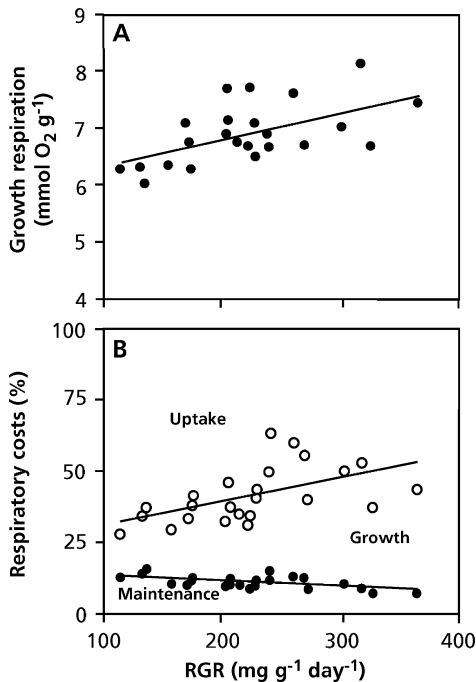 A
Growth respiration
(mmol O₂ g⁻¹)
9
8
7
6
5
4
B
Respiratory costs (%)
100
75
50
25
0
Uptake
Growth
Maintenance
100
200
300
400
RGR (mg g⁻¹ day⁻¹)